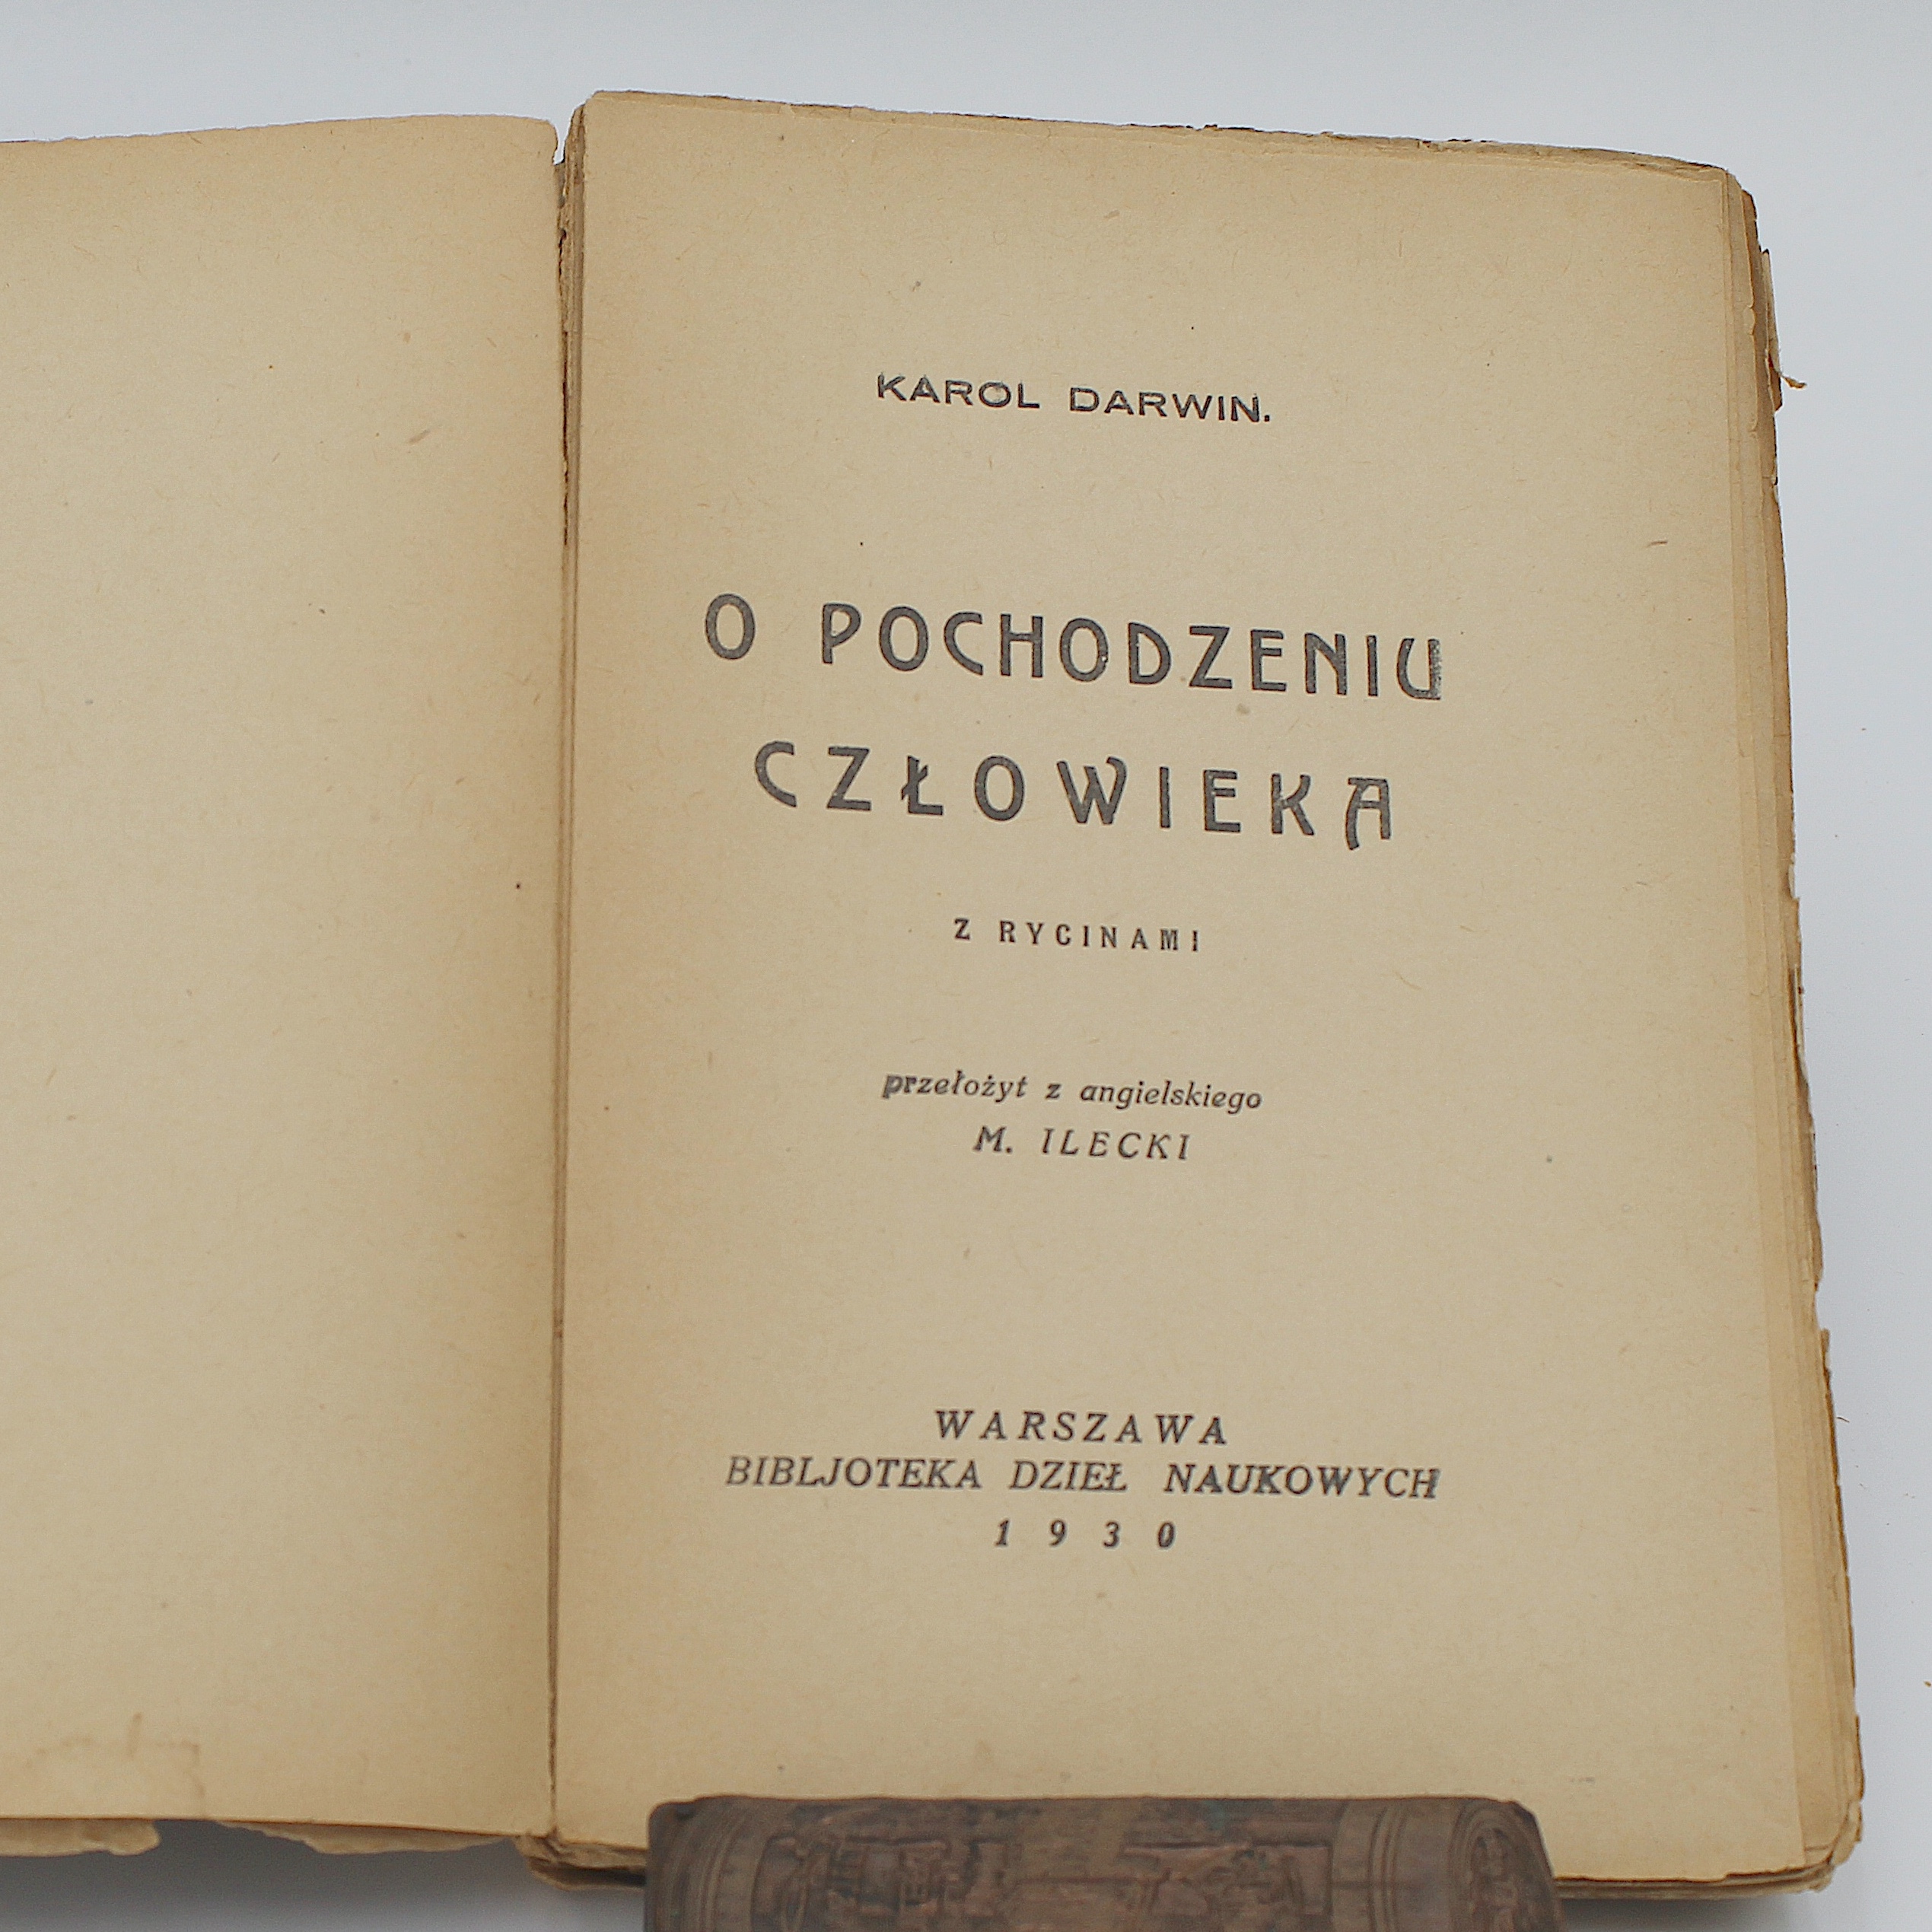 KAROL DARWIN.
O POCHODZENIU
CZŁOWIEKA
Z RYCINAMI
przełożył z angielskiego
M. ILECKI
WARSZAWA
BIBLJOTEKA DZIEŁ NAUKOWYCH
1930